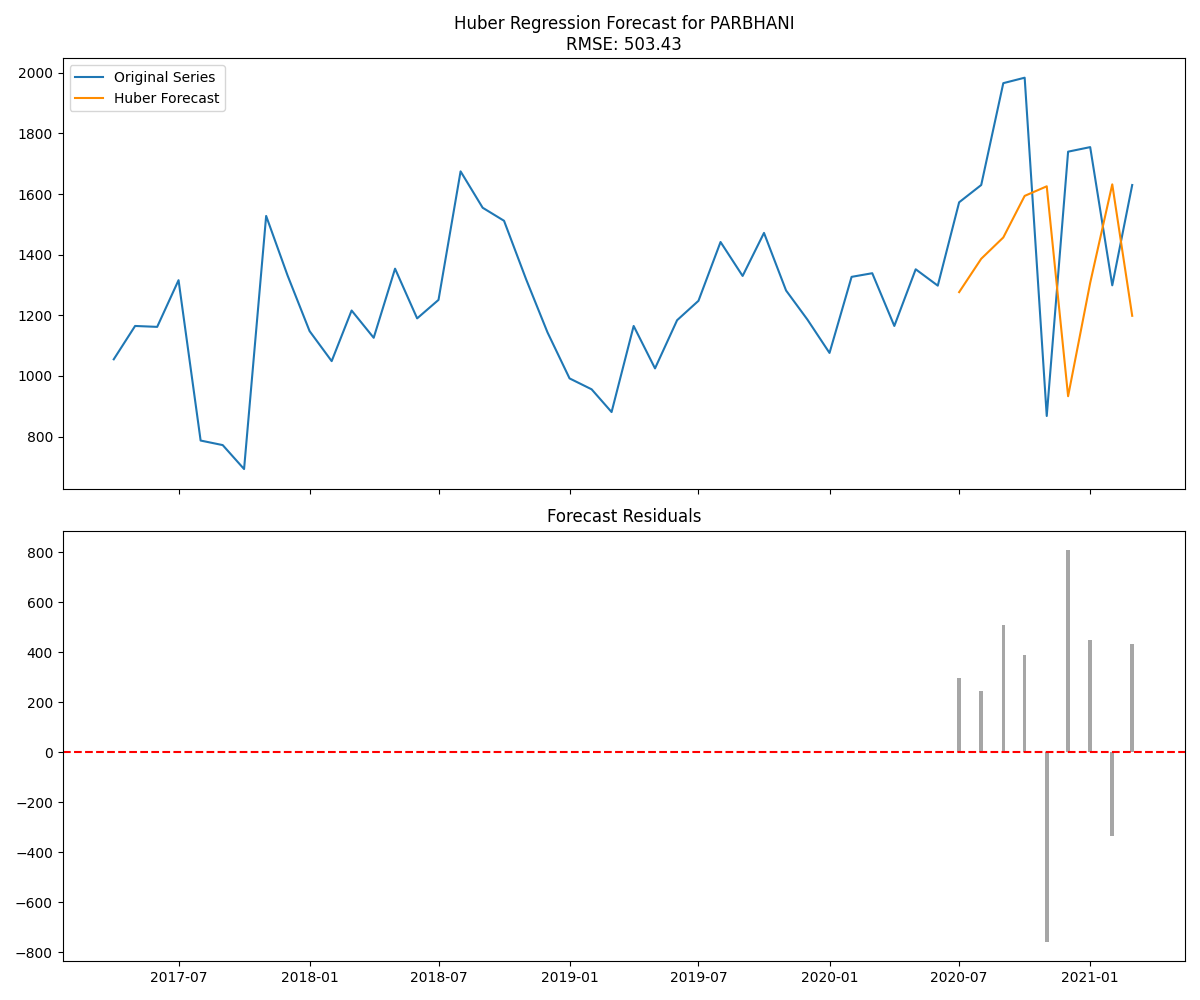 Huber Regression Forecast for PARBHANI
RMSE: 503.43
Original Series
Huber Forecast
2000
1800
1600
1400
1200
1000
800
Forecast Residuals
800
600
400
200
0
−200
−400
−600
−800
2017-07 2018-01 2018-07 2019-01 2019-07 2020-01 2020-07 2021-01